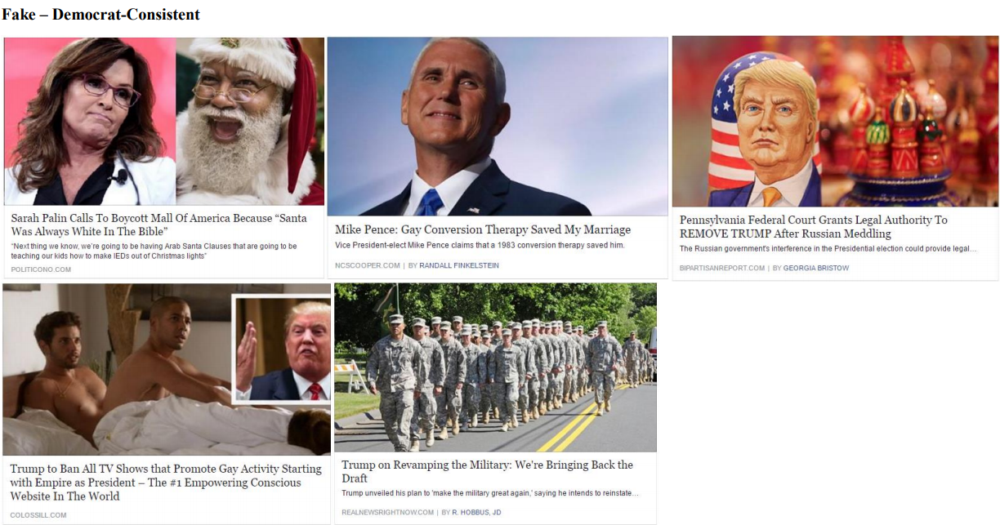 Fake – Democrat-Consistent
Sarah Palin Calls To Boycott Mall Of America Because “Santa
Was Always White In The Bible”
“Next thing we know, we're going to be having Arab Santa Clauses that are going to be
teaching our kids how to make IEDs out of Christmas lights”
POLITICONO.COM
Mike Pence: Gay Conversion Therapy Saved My Marriage
Vice President-elect Mike Pence claims that a 1983 conversion therapy saved him.
NCSCOOPER.COM | BY RANDALL FINKELSTEIN
Pennsylvania Federal Court Grants Legal Authority To
REMOVE TRUMP After Russian Meddling
The Russian government's interference in the Presidential election could provide legal...
BIPARTISANREPORT.COM | BY GEORGIA BRISTOW
Trump to Ban All TV Shows that Promote Gay Activity Starting
with Empire as President – The #1 Empowering Conscious
Website In The World
COLOSSILL.COM
Trump on Revamping the Military: We're Bringing Back the
Draft
Trump unveiled his plan to 'make the military great again,' saying he intends to reinstate...
REALNEWSRIGHTNOW.COM | BY R. HOBBUS, JD